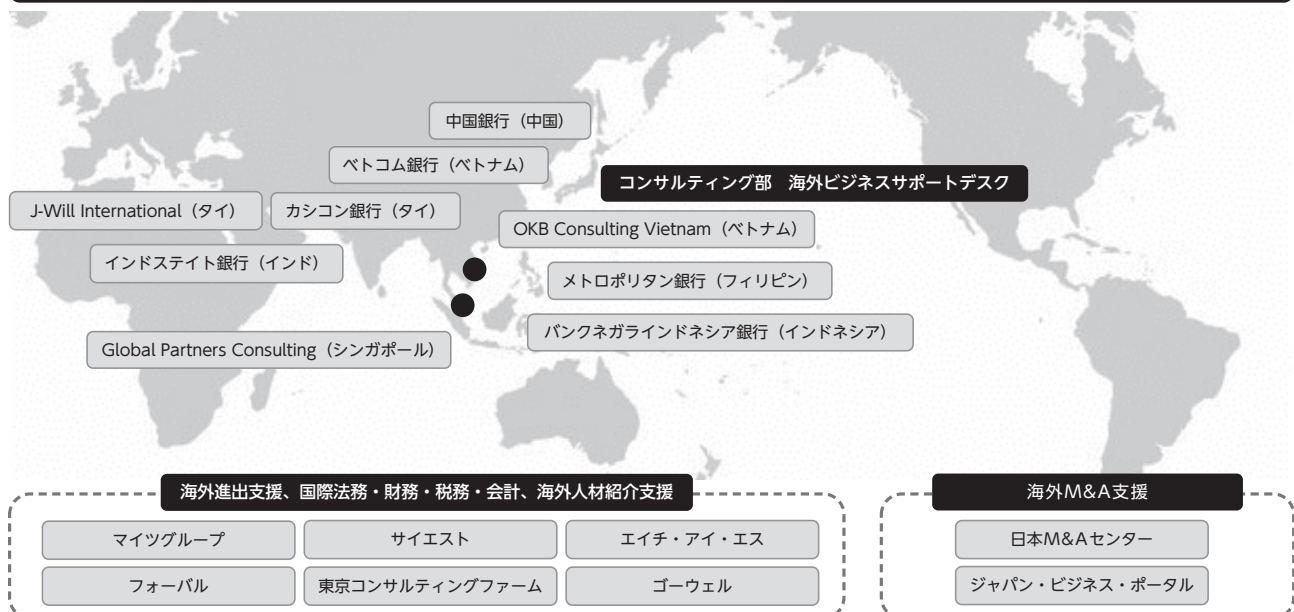 中国銀行（中国）
ベトコム銀行（ベトナム）
コンサルティング部　海外ビジネスサポートデスク
J-Will International（タイ）
カシコン銀行（タイ）
OKB Consulting Vietnam（ベトナム）
インドステイト銀行（インド）
メトロポリタン銀行（フィリピン）
バンクネガラインドネシア銀行（インドネシア）
Global Partners Consulting（シンガポール）
海外進出支援、国際法務・財務・税務・会計、海外人材紹介支援
マイツグループ
サイエスト
エイチ・アイ・エス
フォーバル
東京コンサルティングファーム
ゴーウェル
海外M&A支援
日本M&Aセンター
ジャパン・ビジネス・ポータル